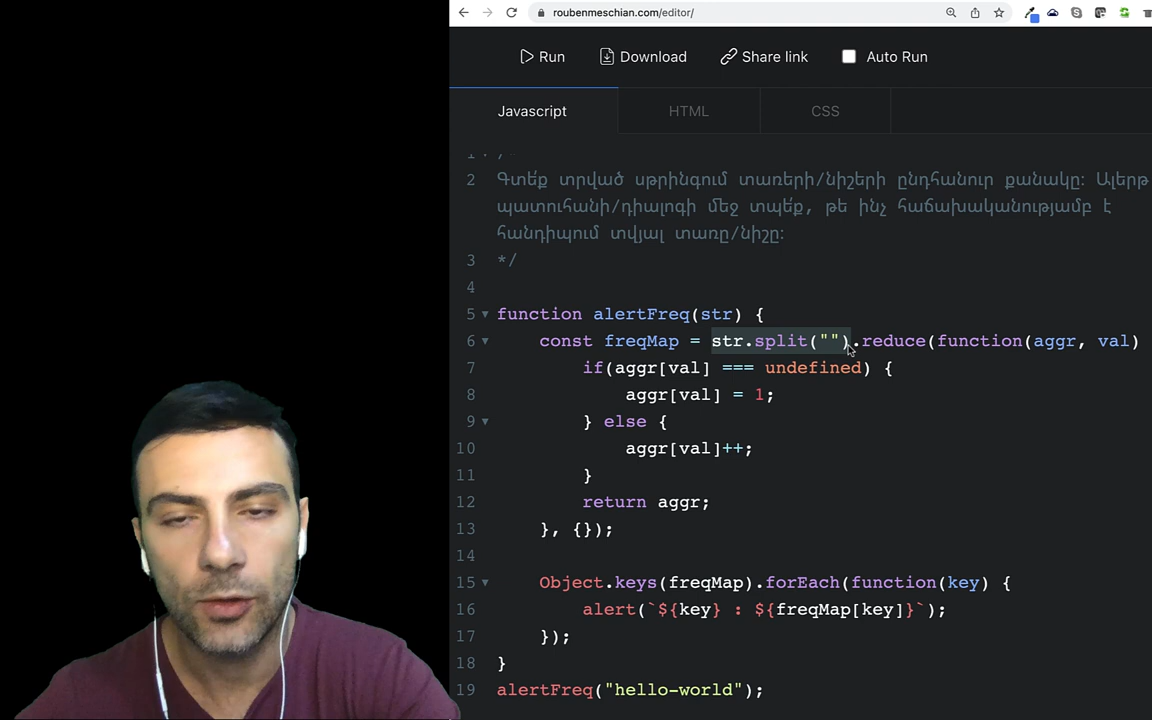 roubenmeschian.com/editor/
Run Download Share link Auto Run
Javascript HTML CSS
2 Գտե՛ք տրված սթրինգում տառերի/նիշերի ընդհանուր քանակը։ Ալերթ
պատուհանի/դիալոգի մեջ տպե՛ք, թե ինչ հաճախականությամբ է
հանդիպում տվյալ տառը/նիշը։
3 */
4
5 function alertFreq(str) {
6 const freqMap = str.split("").reduce(function(aggr, val)
7 if(aggr[val] === undefined) {
8 aggr[val] = 1;
9 } else {
10 aggr[val]++;
11 }
12 return aggr;
13 }, {});
14
15 Object.keys(freqMap).forEach(function(key) {
16 alert(`${key} : ${freqMap[key]}`);
17 });
18 }
19 alertFreq("hello-world");